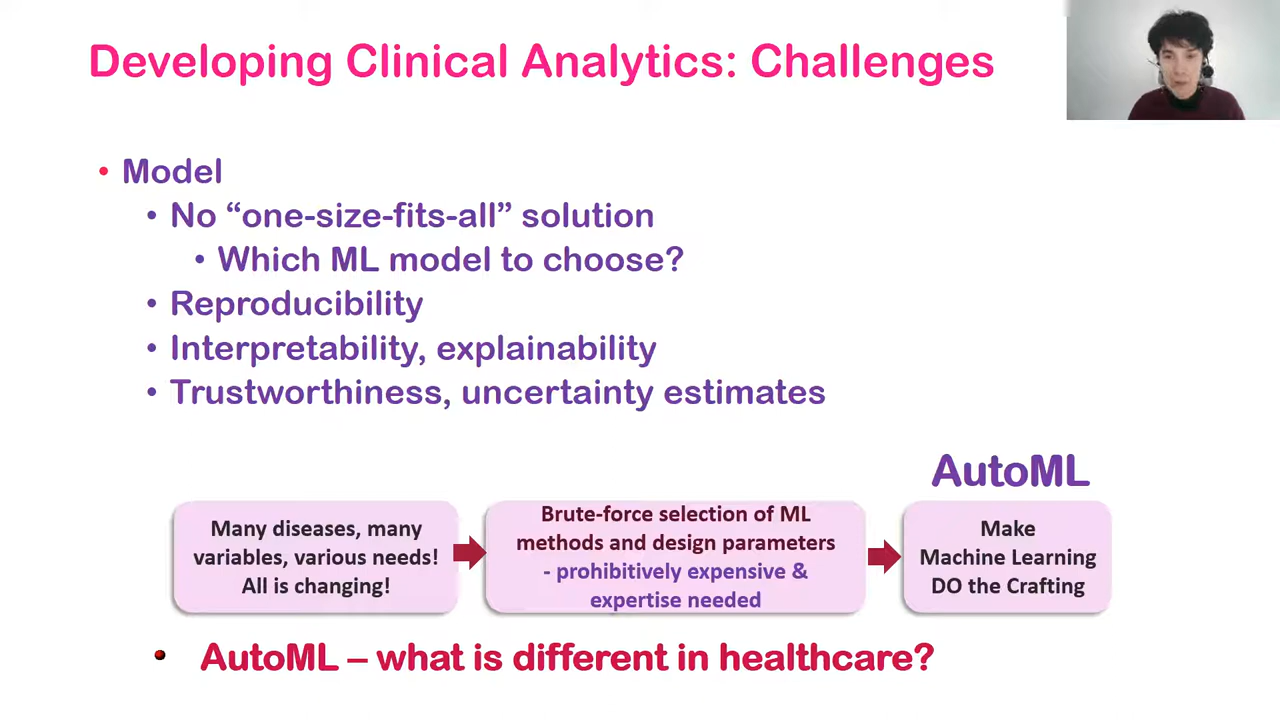 Developing Clinical Analytics: Challenges
• Model
• No “one-size-fits-all” solution
• Which ML model to choose?
• Reproducibility
• Interpretability, explainability
• Trustworthiness, uncertainty estimates
AutoML
Many diseases, many
variables, various needs!
All is changing!
Brute-force selection of ML
methods and design parameters
- prohibitively expensive &
expertise needed
Make
Machine Learning
DO the Crafting
• AutoML – what is different in healthcare?